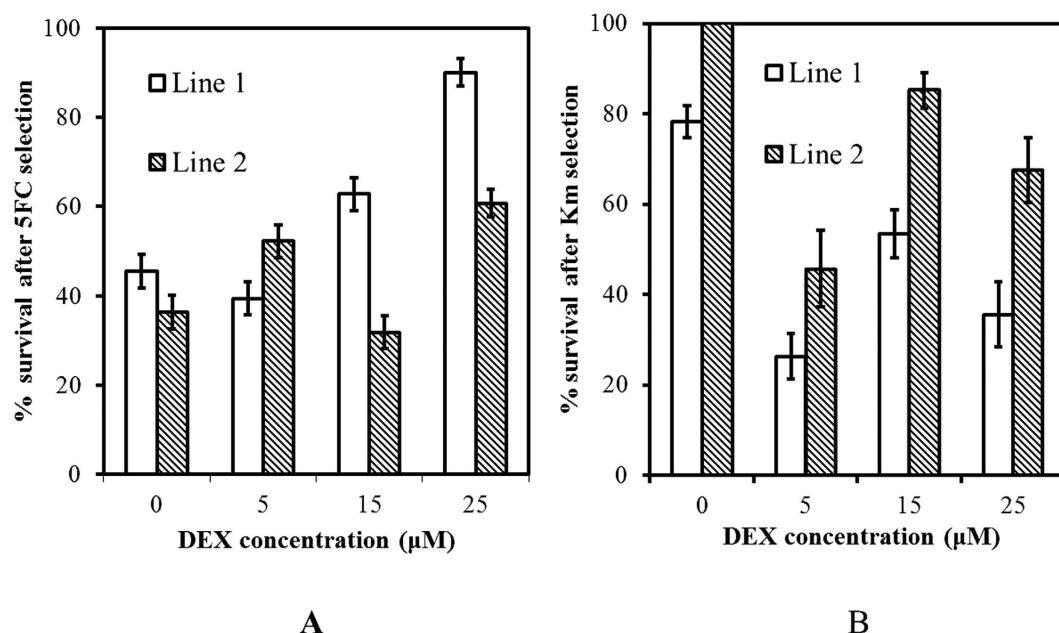 % survival after 5FC selection
100
80
60
40
20
0
Line 1
Line 2
0 5 15 25
DEX concentration (μM)
A
% survival after Km selection
100
80
60
40
20
0
Line 1
Line 2
0 5 15 25
DEX concentration (μM)
B